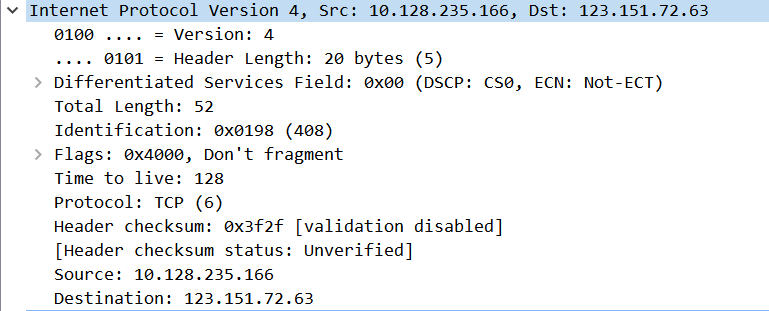 Internet Protocol Version 4, Src: 10.128.235.166, Dst: 123.151.72.63
0100 .... = Version: 4
.... 0101 = Header Length: 20 bytes (5)
Differentiated Services Field: 0x00 (DSCP: CS0, ECN: Not-ECT)
Total Length: 52
Identification: 0x0198 (408)
Flags: 0x4000, Don't fragment
Time to live: 128
Protocol: TCP (6)
Header checksum: 0x3f2f [validation disabled]
[Header checksum status: Unverified]
Source: 10.128.235.166
Destination: 123.151.72.63